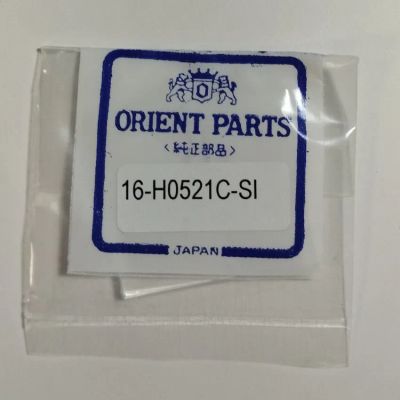 ORIENT PARTS
〈純正部品〉
16-H0521C-SI
JAPAN